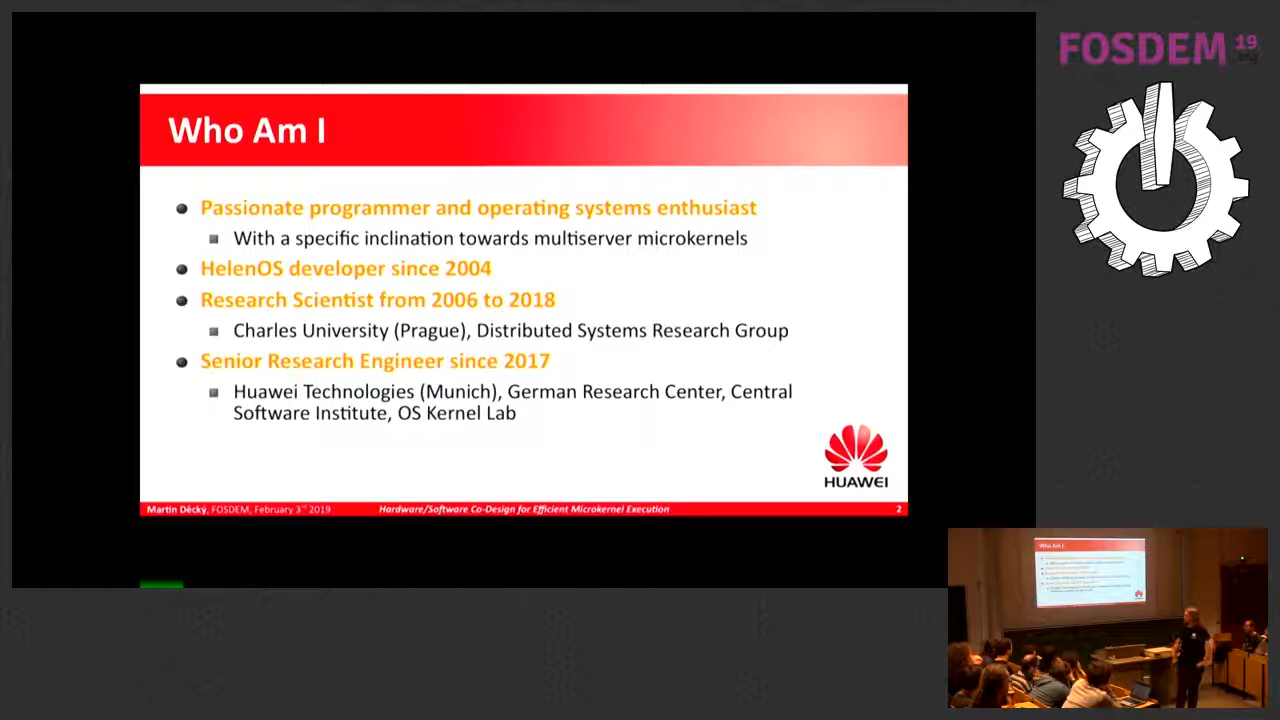 FOSDEM 19
.org
Who Am I
Passionate programmer and operating systems enthusiast
With a specific inclination towards multiserver microkernels
HelenOS developer since 2004
Research Scientist from 2006 to 2018
Charles University (Prague), Distributed Systems Research Group
Senior Research Engineer since 2017
Huawei Technologies (Munich), German Research Center, Central
Software Institute, OS Kernel Lab
HUAWEI
Martin Děcký, FOSDEM, February 3rd 2019
Hardware/Software Co-Design for Efficient Microkernel Execution
2
Who Am I